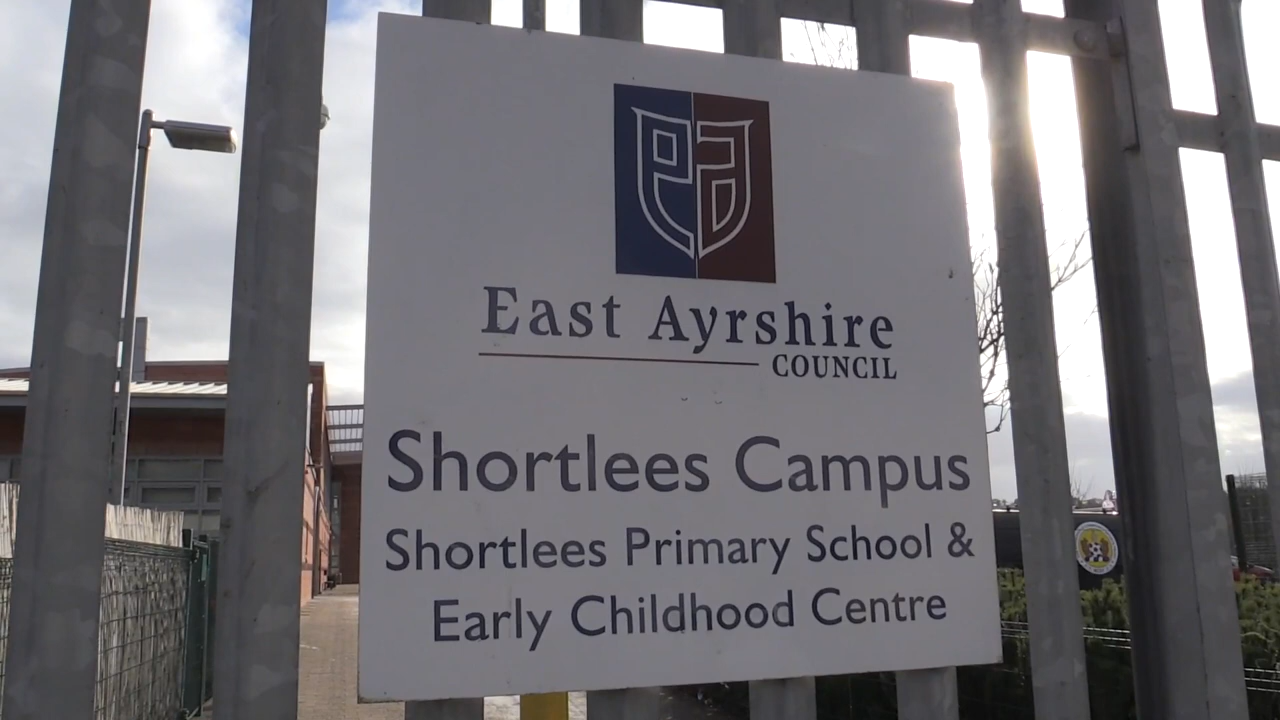 East Ayrshire
COUNCIL
Shortlees Campus
Shortlees Primary School &
Early Childhood Centre